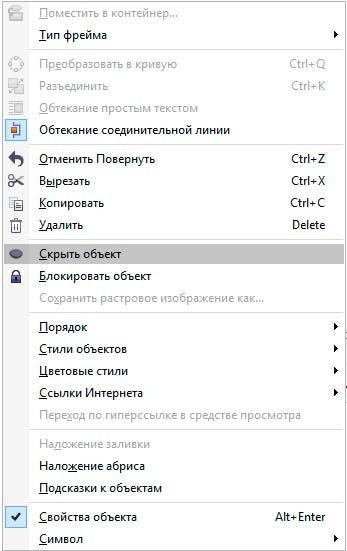 Поместить в контейнер...
Тип фрейма
Преобразовать в кривую Ctrl+Q
Разъединить Ctrl+K
Обтекание простым текстом
Обтекание соединительной линии
Отменить Повернуть Ctrl+Z
Вырезать Ctrl+X
Копировать Ctrl+C
Удалить Delete
Скрыть объект
Блокировать объект
Сохранить растровое изображение как...
Порядок
Стили объектов
Цветовые стили
Ссылки Интернета
Переход по гиперссылке в средстве просмотра
Наложение заливки
Наложение абриса
Подсказки к объектам
Свойства объекта Alt+Enter
Символ